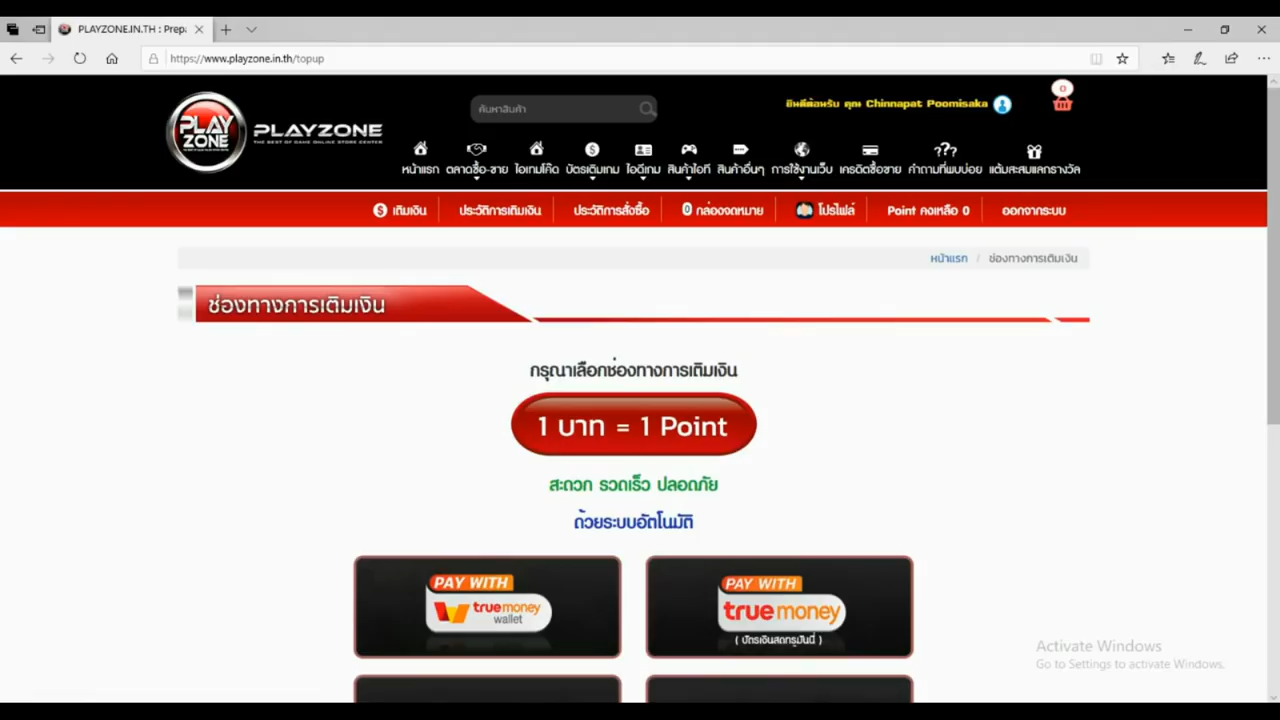 PLAYZONE.IN.TH : Prep
https://www.playzone.in.th/topup
ค้นหาสินค้า
ยินดีต้อนรับ คุณ Chinnapat Poomisaka
0
PLAY ZONE
PLAYZONE
THE BEST OF GAME ONLINE STORE CENTER
หน้าแรก ตลาดซื้อ-ขาย ไอเทมโค๊ด บัตรเติมเกม ไอดีเกม สินค้าไอที สินค้าอื่นๆ การใช้งานเว็บ เครดิตซื้อขาย คำถามที่พบบ่อย แต้มสะสมแลกรางวัล
เติมเงิน ประวัติการเติมเงิน ประวัติการสั่งซื้อ 0 กล่องจดหมาย โปรไฟล์ Point คงเหลือ 0 ออกจากระบบ
หน้าแรก / ช่องทางการเติมเงิน
ช่องทางการเติมเงิน
กรุณาเลือกช่องทางการเติมเงิน
1 บาท = 1 Point
สะดวก รวดเร็ว ปลอดภัย
ด้วยระบบอัตโนมัติ
PAY WITH
truemoney
wallet
PAY WITH
truemoney
( บัตรเงินสดทรูมันนี่ )
Activate Windows
Go to Settings to activate Windows.